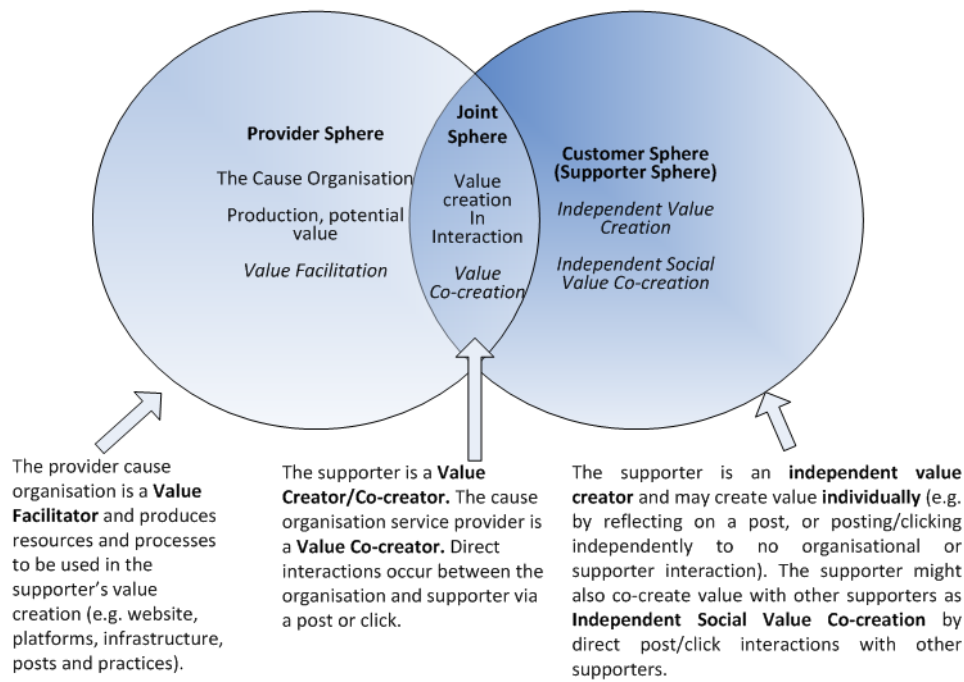 Provider Sphere
The Cause Organisation
Production, potential
value
Value Facilitation
Joint
Sphere
Value
creation
In
Interaction
Value
Co-creation
Customer Sphere
(Supporter Sphere)
Independent Value
Creation
Independent Social
Value Co-creation
The provider cause
organisation is a Value
Facilitator and produces
resources and processes
to be used in the
supporter's value
creation (e.g. website,
platforms, infrastructure,
posts and practices).
The supporter is a Value
Creator/Co-creator. The cause
organisation service provider is
a Value Co-creator. Direct
interactions occur between the
organisation and supporter via
a post or click.
The supporter is an independent value
creator and may create value individually (e.g.
by reflecting on a post, or posting/clicking
independently to no organisational or
supporter interaction). The supporter might
also co-create value with other supporters as
Independent Social Value Co-creation by
direct post/click interactions with other
supporters.